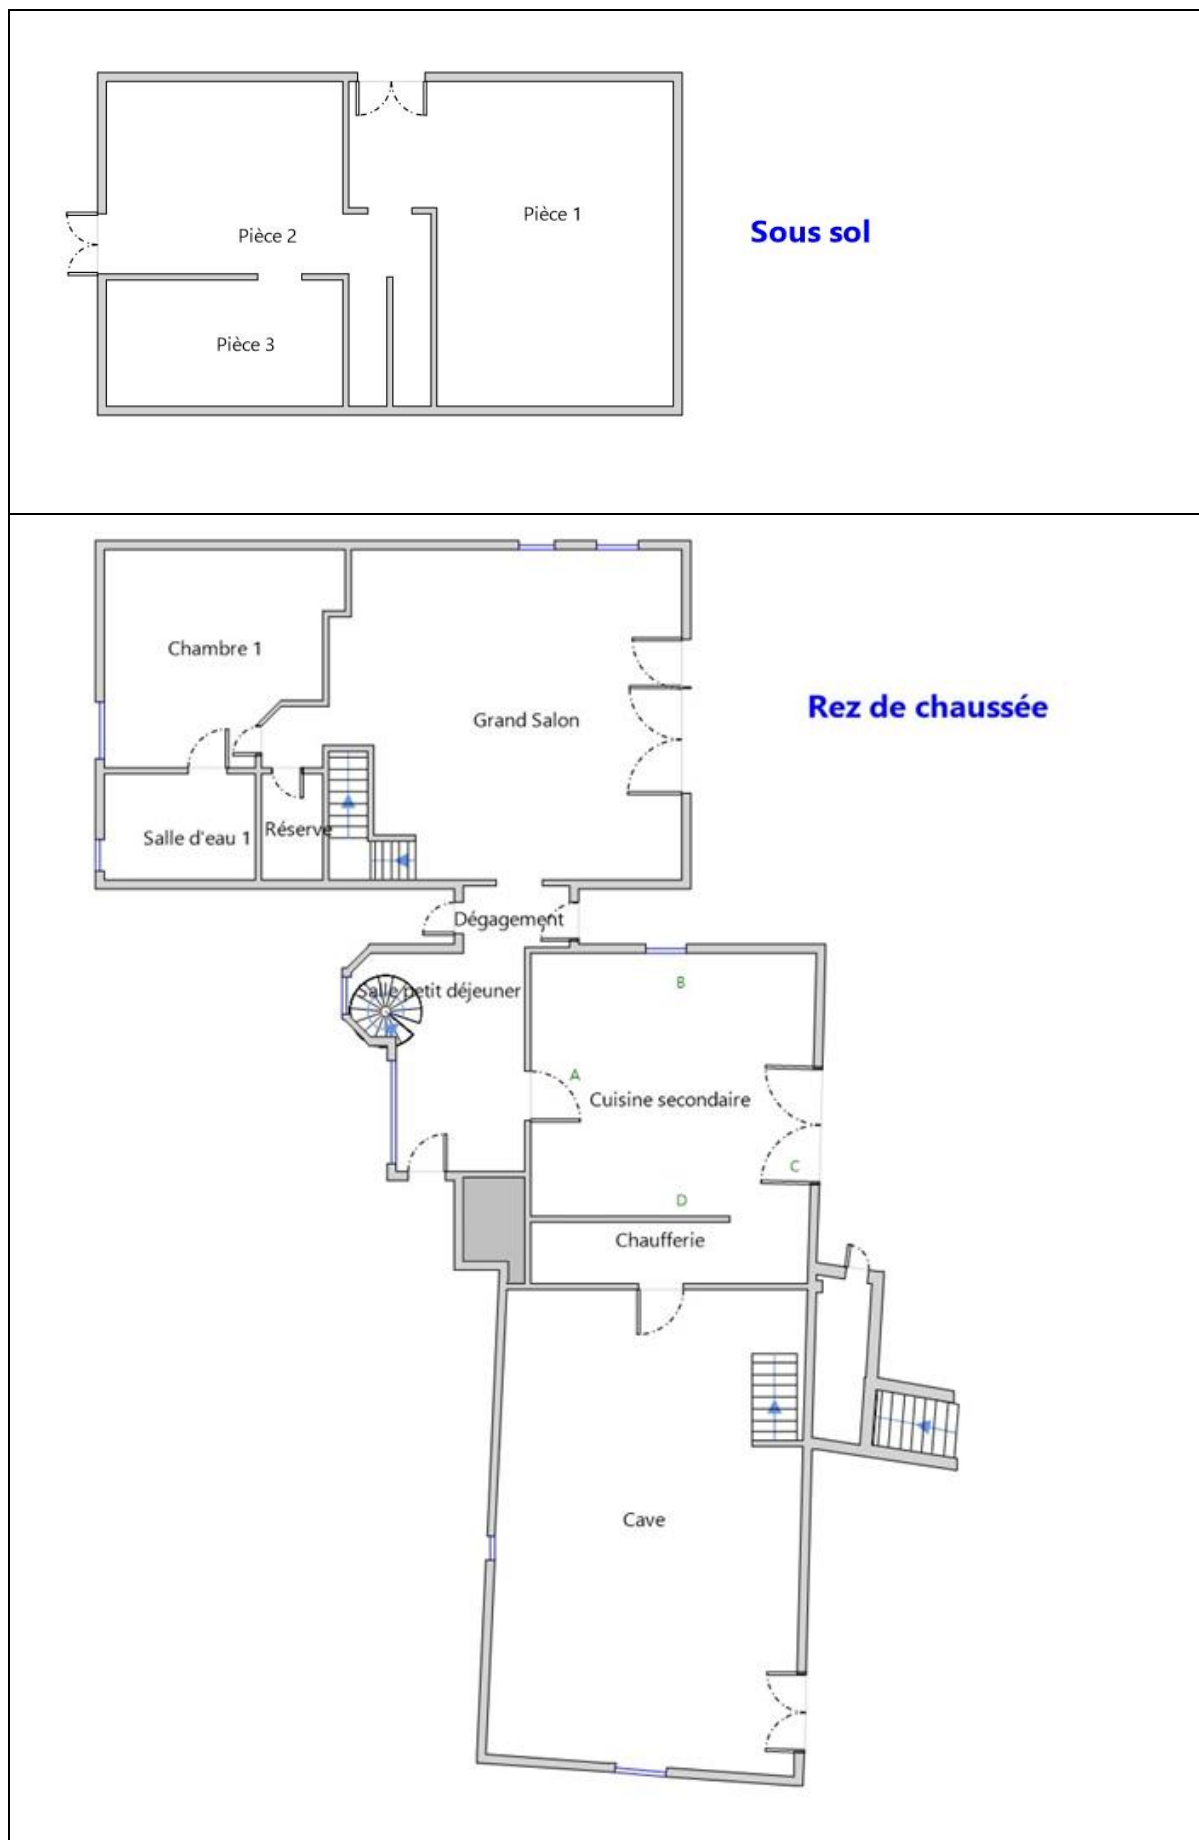 Pièce 1
Sous sol
Pièce 2
Pièce 3
Chambre 1
Rez de chaussée
Grand Salon
Réserve
Salle d'eau 1
Dégagement
B
Salle petit déjeuner
A
Cuisine secondaire
C
D
Chaufferie
Cave